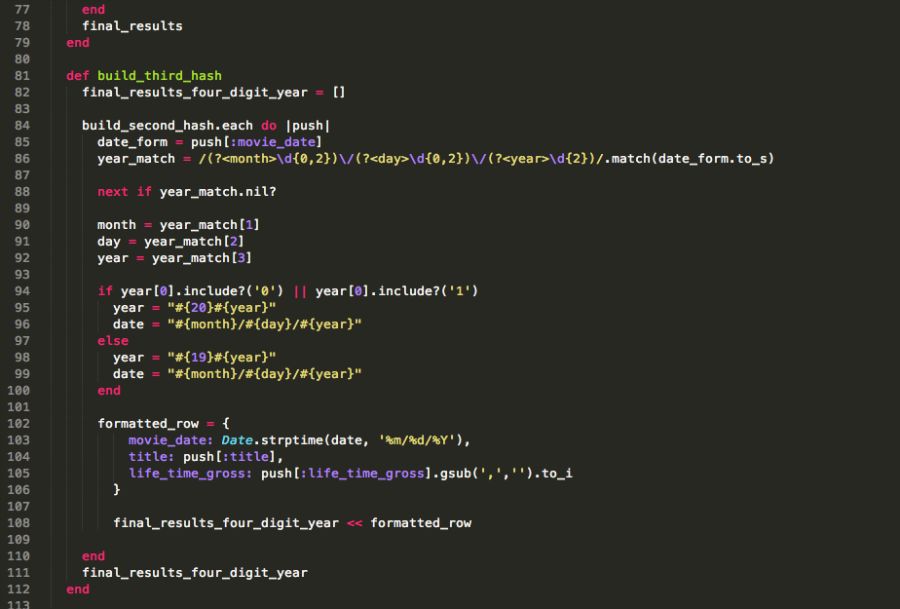 77 end
78 final_results
79 end
80
81 def build_third_hash
82 final_results_four_digit_year = []
83
84 build_second_hash.each do |push|
85 date_form = push[:movie_date]
86 year_match = /(?<month>\d{0,2})\/(?<day>\d{0,2})\/(?<year>\d{2})/.match(date_form.to_s)
87
88 next if year_match.nil?
89
90 month = year_match[1]
91 day = year_match[2]
92 year = year_match[3]
93
94 if year[0].include?('0') || year[0].include?('1')
95 year = "#{20}#{year}"
96 date = "#{month}/#{day}/#{year}"
97 else
98 year = "#{19}#{year}"
99 date = "#{month}/#{day}/#{year}"
100 end
101
102 formatted_row = {
103 movie_date: Date.strptime(date, '%m/%d/%Y'),
104 title: push[:title],
105 life_time_gross: push[:life_time_gross].gsub(',','').to_i
106 }
107
108 final_results_four_digit_year << formatted_row
109
110 end
111 final_results_four_digit_year
112 end
113